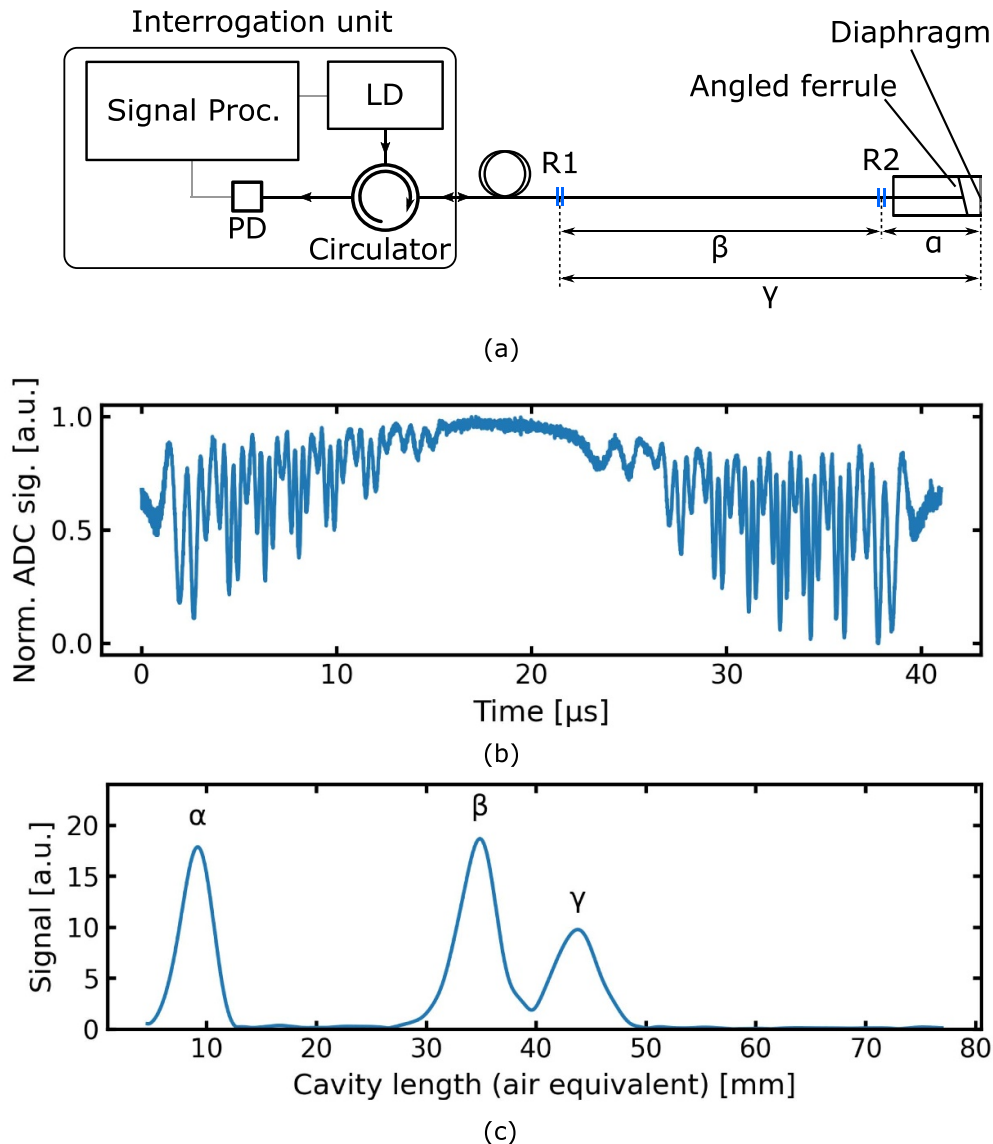 Interrogation unit
Diaphragm
Angled ferrule
Signal Proc.
LD
R1
R2
PD
Circulator
β
α
γ
(a)
Norm. ADC sig. [a.u.]
1.0
0.5
0.0
0 10 20 30 40
Time [μs]
(b)
Signal [a.u.]
20
15
10
5
0
α
β
γ
10 20 30 40 50 60 70 80
Cavity length (air equivalent) [mm]
(c)